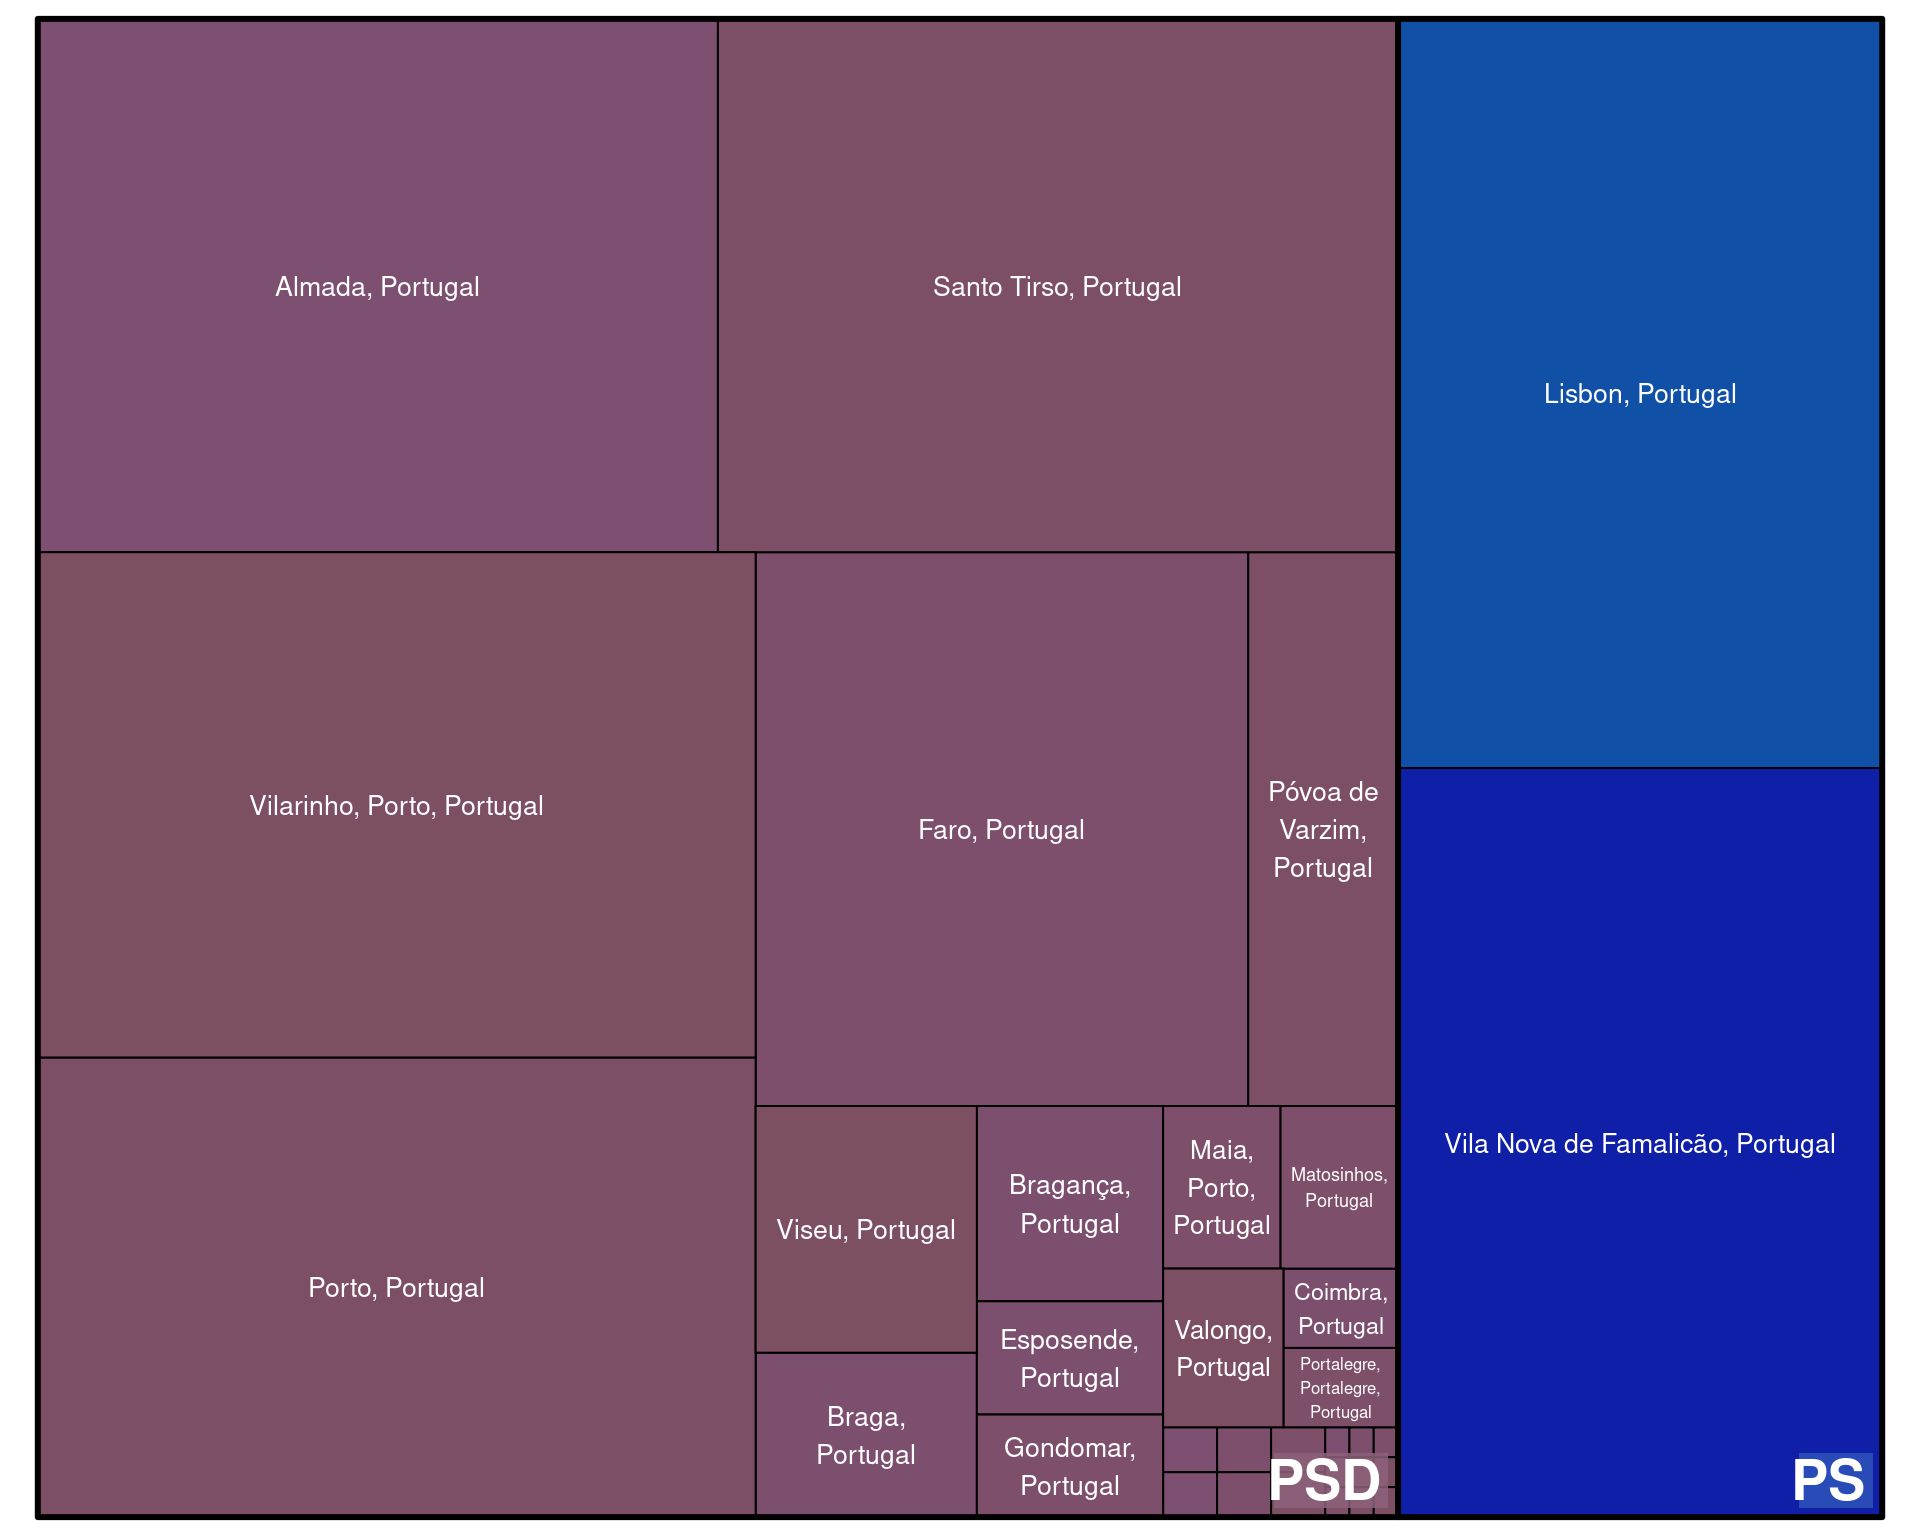 Almada, Portugal
Santo Tirso, Portugal
Lisbon, Portugal
Vilarinho, Porto, Portugal
Faro, Portugal
Póvoa de
Varzim,
Portugal
Vila Nova de Famalicão, Portugal
Porto, Portugal
Viseu, Portugal
Bragança,
Portugal
Maia,
Porto,
Portugal
Matosinhos,
Portugal
Valongo,
Portugal
Coimbra,
Portugal
Portalegre,
Portalegre,
Portugal
Esposende,
Portugal
Braga,
Portugal
Gondomar,
Portugal
PSD
PS